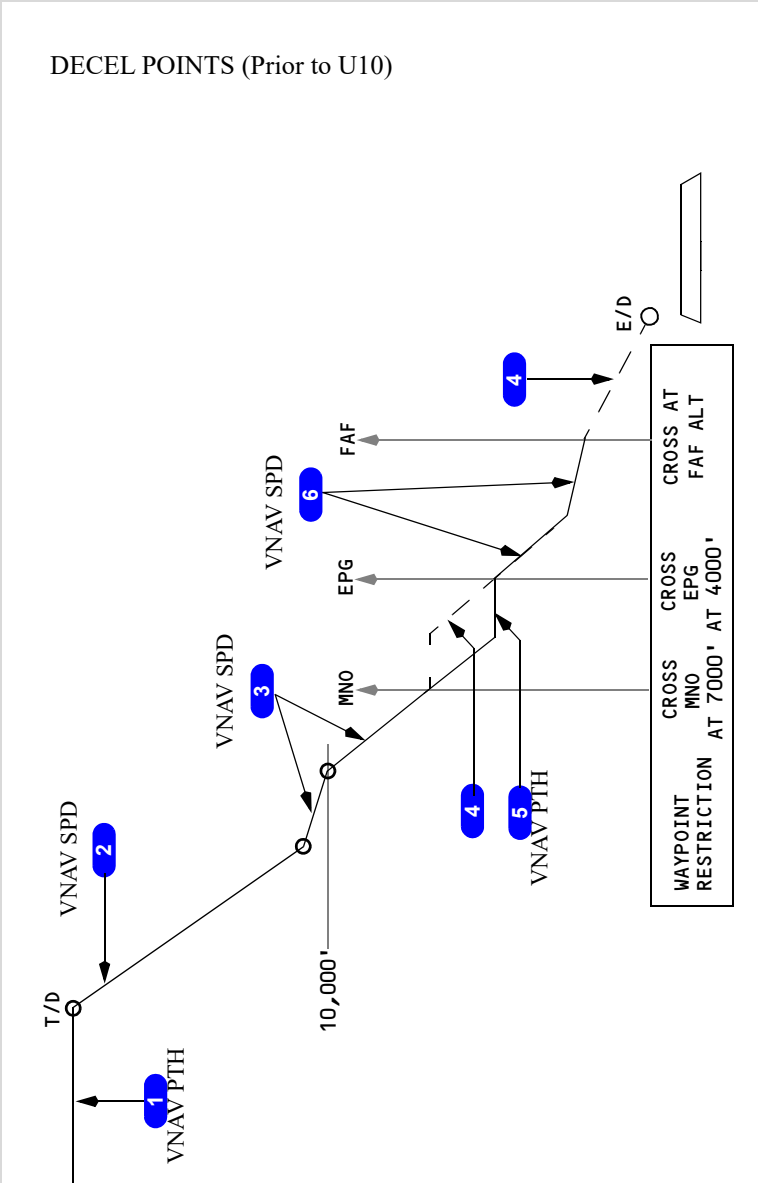 DECEL POINTS (Prior to U10)
1
VNAV PTH
T/D
2
VNAV SPD
10,000'
3
VNAV SPD
MNO
4
5
VNAV PTH
EPG
6
VNAV SPD
FAF
4
E/D
WAYPOINT
RESTRICTION
CROSS
MNO
AT 7000'
CROSS
EPG
AT 4000'
CROSS AT
FAF ALT